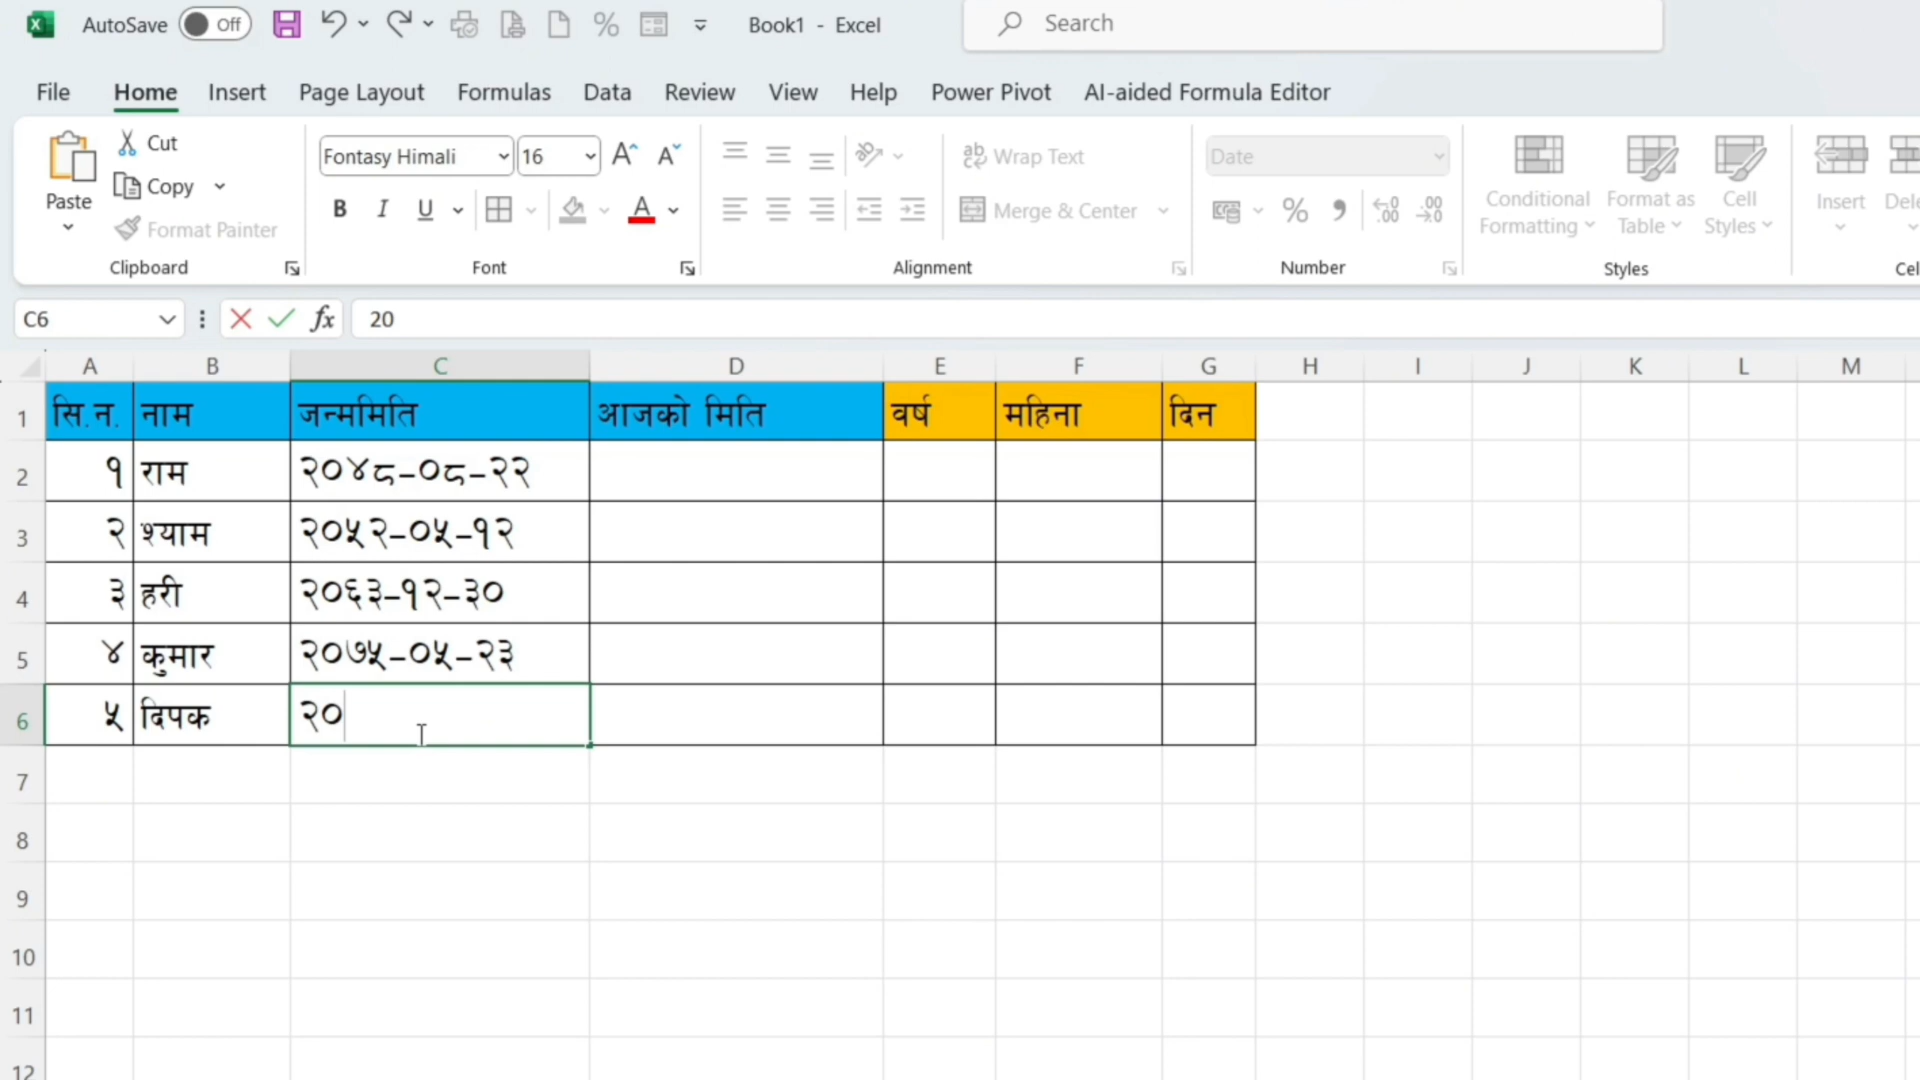 AutoSave Off Book1 - Excel Search
File Home Insert Page Layout Formulas Data Review View Help Power Pivot AI-aided Formula Editor
Paste Cut Copy Format Painter Clipboard
Fontasy Himali 16 B I U A Font
ab Wrap Text Merge & Center Alignment
Date % Number
Conditional Formatting Format as Table Cell Styles Styles
Insert Dele Cel
C6 fx 20
A B C D E F G H I J K L M
1 सि.न. नाम जन्ममिति आजको मिति वर्ष महिना दिन
2 १ राम २०४८-०८-२२
3 २ श्याम २०५२-०५-१२
4 ३ हरी २०६३-१२-३०
5 ४ कुमार २०७५-०५-२३
6 ५ दिपक २०
7
8
9
10
11
12